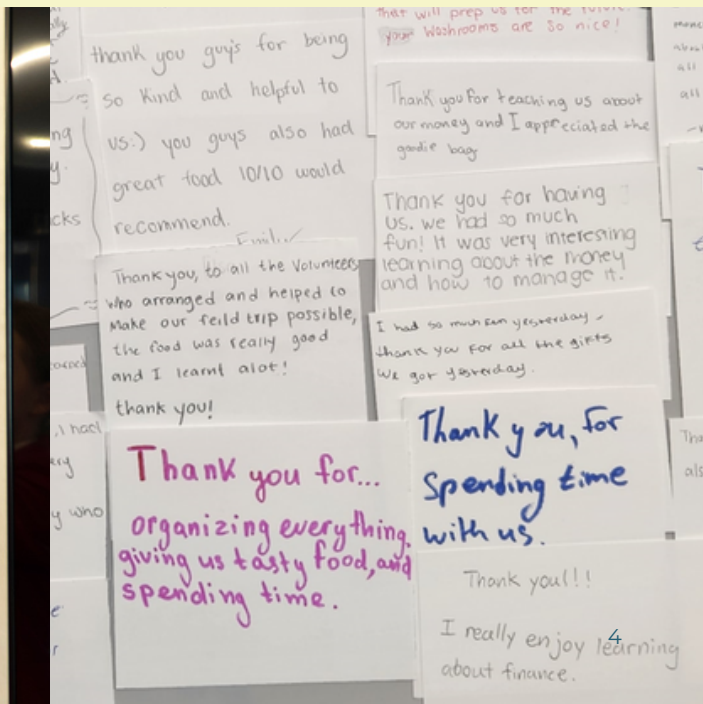 thank you guys for being
so kind and helpful to
us:) you guys also had
great food 10/10 would
recommend.
Thank you, to all the Volunteers
who arranged and helped to
make our feild trip possible,
the food was really good
and I learnt alot!
thank you!
Thank you for...
organizing everything,
giving us tasty food, and
spending time.
that will prep us for the future
your washrooms are so nice!
Thank you for teaching us about
our money and I appreciated the
goodie bag
Thank you for having
us. we had so much
fun! It was very interesting
learning about the money
and how to manage it.
I had so much fun yesterday
thank you for all the gifts
we got yesterday.
Thank you, for
spending time
with us.
Thank you!!!
I really enjoy learning
about finance.
4